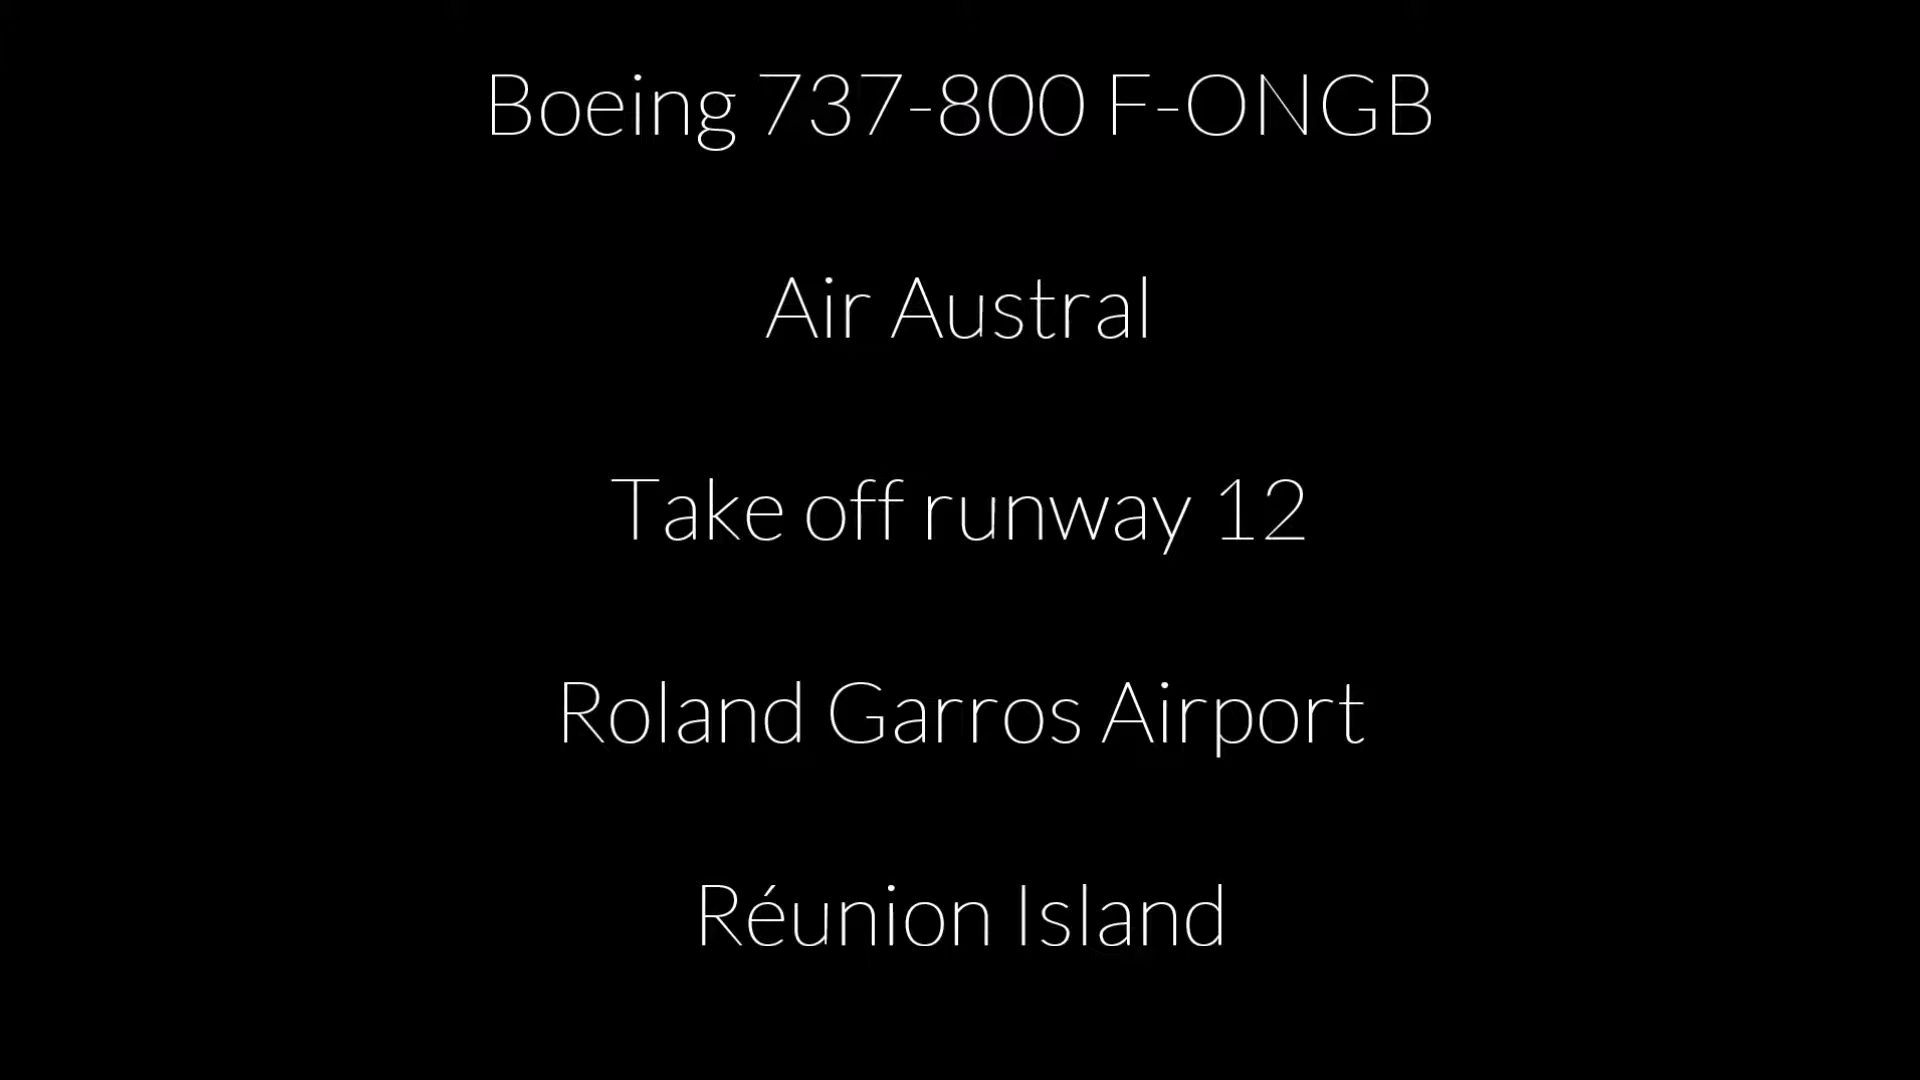 Boeing 737-800 F-ONGB
Air Austral
Take off runway 12
Roland Garros Airport
Réunion Island